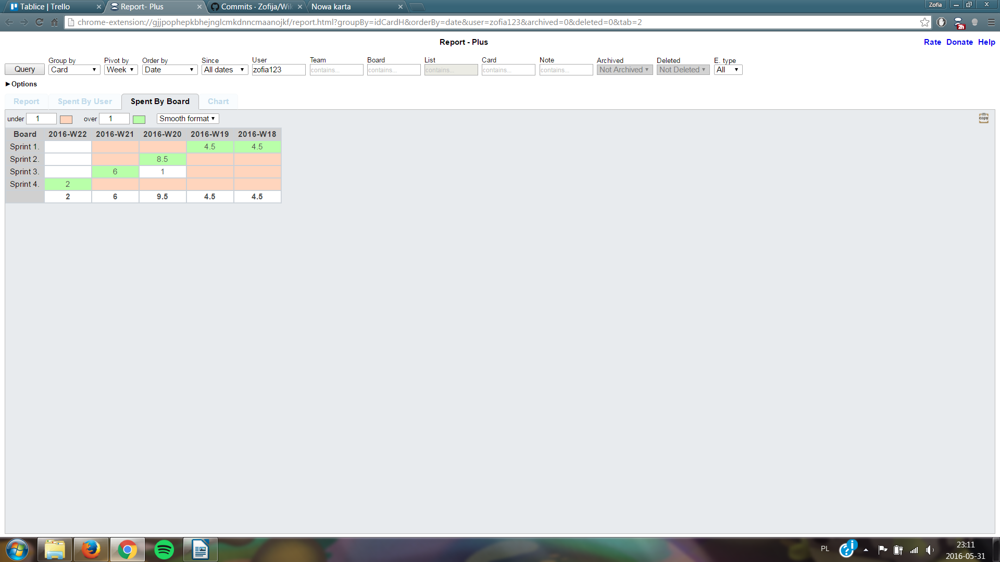 Tablice | Trello
Report- Plus
Commits · Zofija/Wik
Nowa karta
Zofia
chrome-extension://gjjpophepkbhejnglcmkdnncmaanojkf/report.html?groupBy=idCardH&orderBy=date&user=zofia123&archived=0&deleted=0&tab=2
2h
Report - Plus
Rate Donate Help
Group by Pivot by Order by Since User Team Board List Card Note Archived Deleted E. type
Query Card Week Date All dates zofia123 contains... contains... contains... contains... contains... Not Archived Not Deleted All
Options
Report Spent By User Spent By Board Chart
under 1 over 1 Smooth format
copy
Board 2016-W22 2016-W21 2016-W20 2016-W19 2016-W18
Sprint 1. 4.5 4.5
Sprint 2. 8.5
Sprint 3. 6 1
Sprint 4. 2
2 6 9.5 4.5 4.5
PL
23:11
2016-05-31